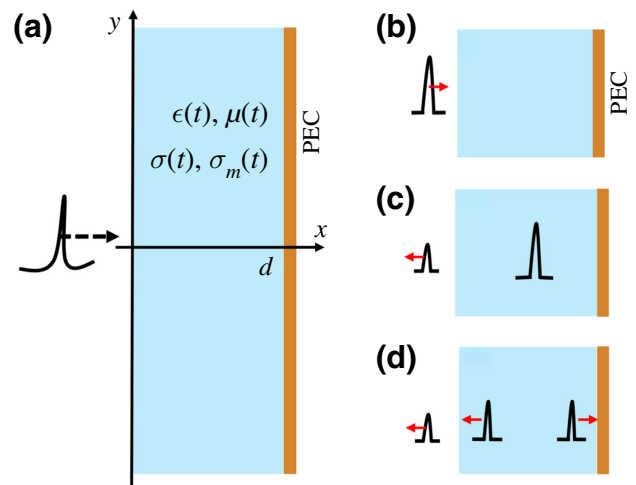 (a)
y
ϵ(t), μ(t)
σ(t), σ_m(t)
PEC
x
d
(b)
PEC
(c)
(d)